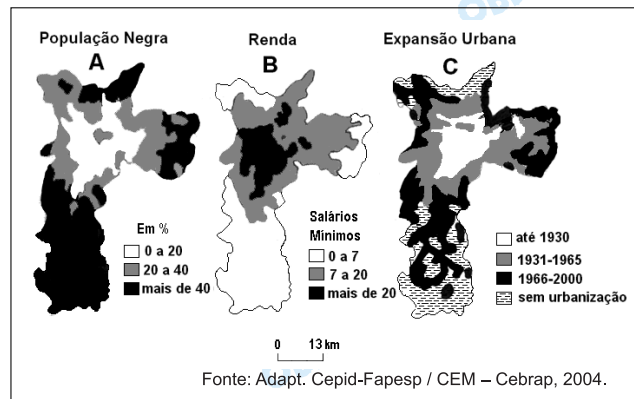 População Negra
A
Renda
B
Expansão Urbana
C
Em %
0 a 20
20 a 40
mais de 40
Salários
Mínimos
0 a 7
7 a 20
mais de 20
até 1930
1931-1965
1966-2000
sem urbanização
0 13 km
Fonte: Adapt. Cepid-Fapesp / CEM – Cebrap, 2004.